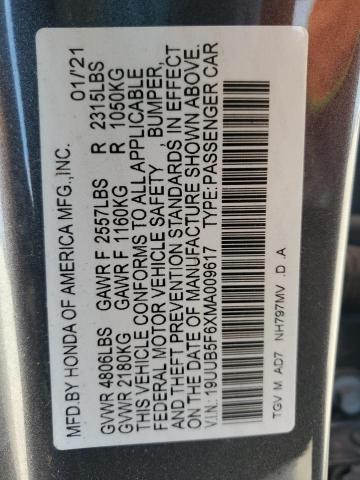 MFD.BY HONDA OF AMERICA MFG.,INC. 01/'21
GVWR 4806LBS GAWR F 2557LBS R 2315LBS
GVWR 2180KG GAWR F 1160KG R 1050KG
THIS VEHICLE CONFORMS TO ALL APPLICABLE
FEDERAL MOTOR VEHICLE SAFETY , BUMPER,
AND THEFT PREVENTION STANDARDS IN EFFECT
ON THE DATE OF MANUFACTURE SHOWN ABOVE.
V.I.N.: 19UUB5F6XMA009617 TYPE:PASSENGER CAR
TGV M AD7 NH797MV .D .A